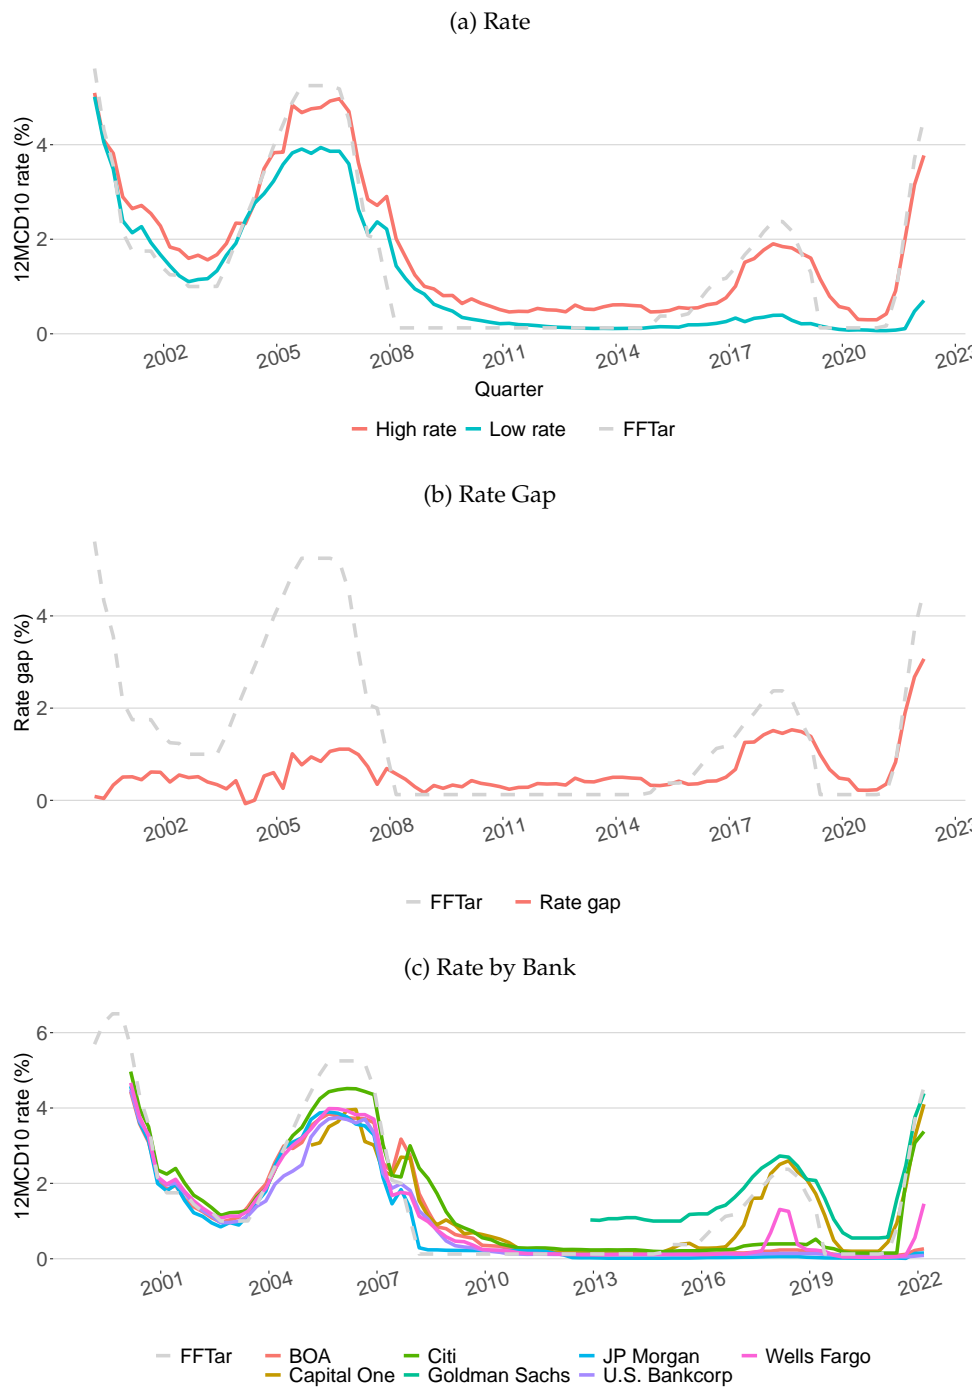 (a) Rate
12MCD10 rate (%)
4
2
0
2002 2005 2008 2011 2014 2017 2020 2023
Quarter
High rate Low rate FFTar
(b) Rate Gap
Rate gap (%)
4
2
0
2002 2005 2008 2011 2014 2017 2020 2023
FFTar Rate gap
(c) Rate by Bank
12MCD10 rate (%)
6
4
2
0
2001 2004 2007 2010 2013 2016 2019 2022
FFTar BOA Citi JP Morgan Wells Fargo
Capital One Goldman Sachs U.S. Bankcorp